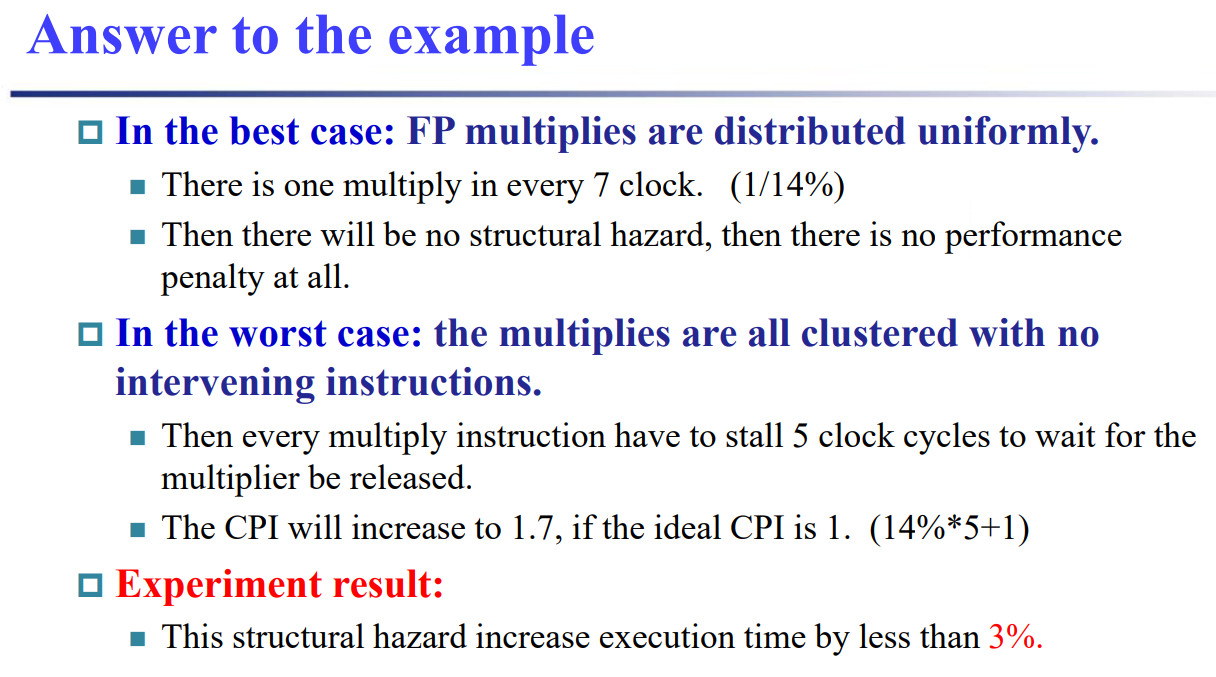 Answer to the example
In the best case: FP multiplies are distributed uniformly.
There is one multiply in every 7 clock. (1/14%)
Then there will be no structural hazard, then there is no performance
penalty at all.
In the worst case: the multiplies are all clustered with no
intervening instructions.
Then every multiply instruction have to stall 5 clock cycles to wait for the
multiplier be released.
The CPI will increase to 1.7, if the ideal CPI is 1. (14%*5+1)
Experiment result:
This structural hazard increase execution time by less than 3%.